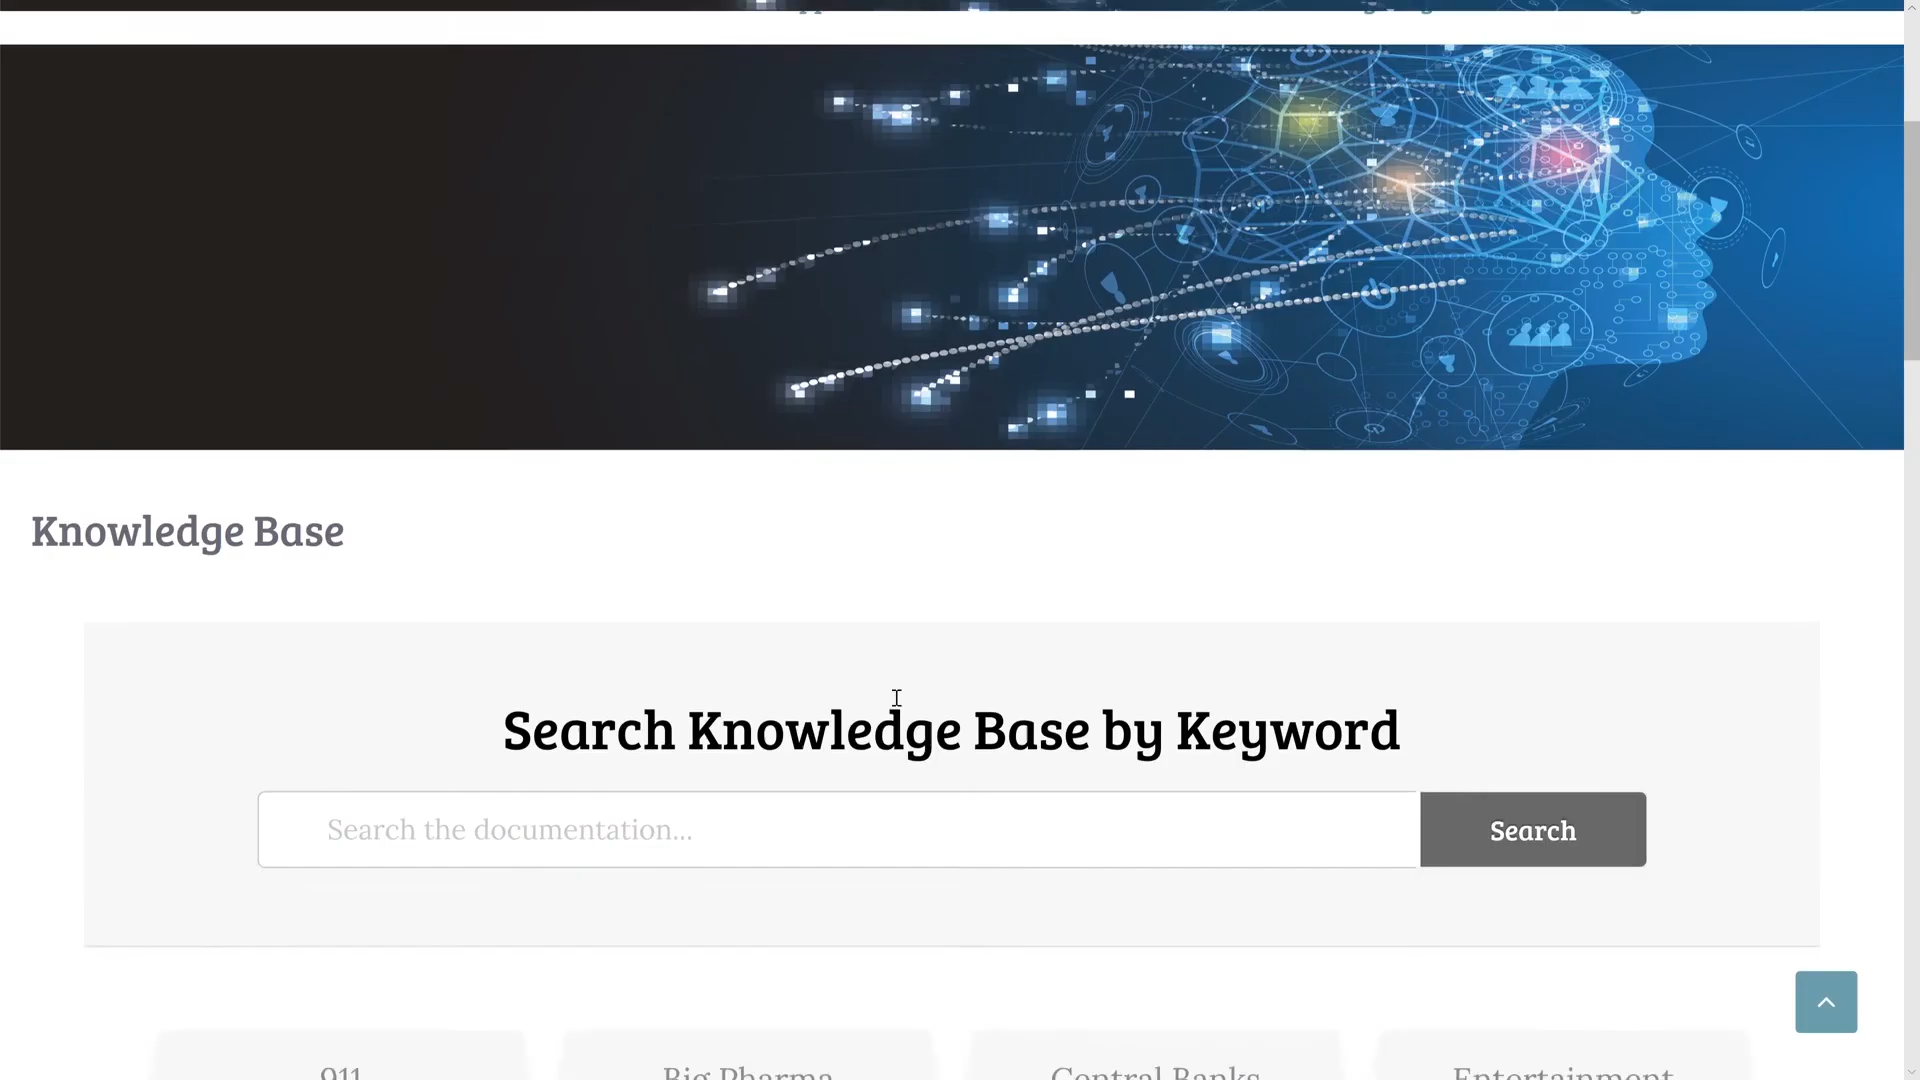 Knowledge Base
Search Knowledge Base by Keyword
Search the documentation...
Search
911
Big Pharma
Central Banks
Entertainment